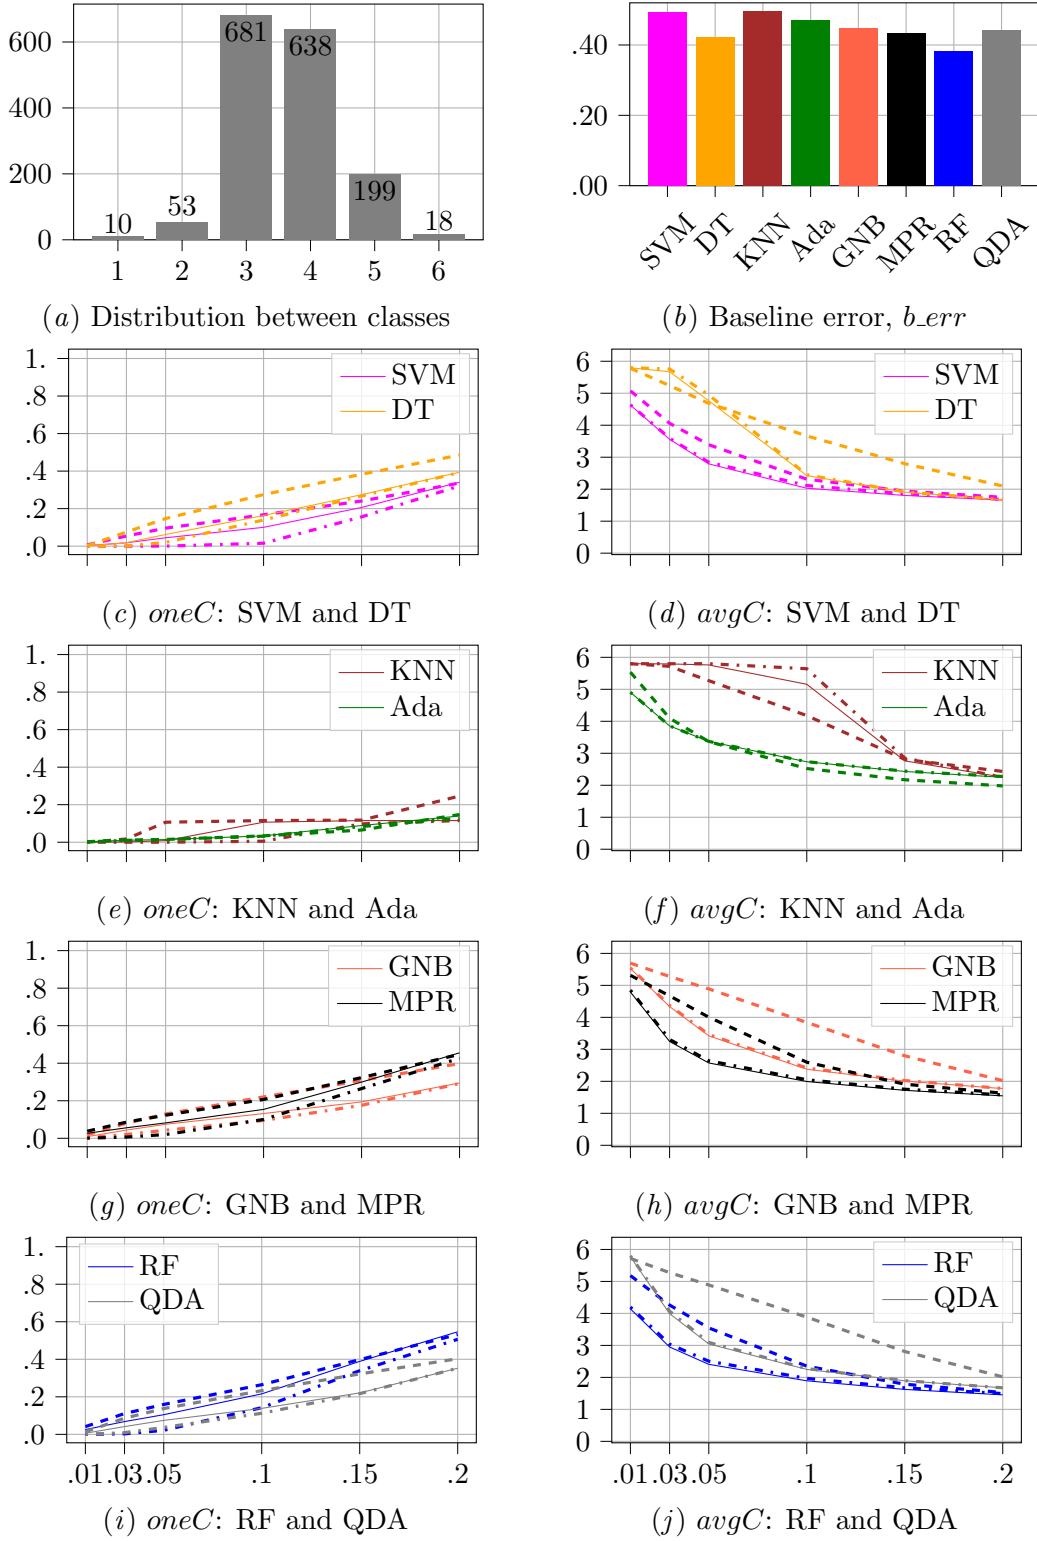 600
400
200
0
10
53
681
638
199
18
1 2 3 4 5 6
(a) Distribution between classes
.40
.20
.00
SVM DT KNN Ada GNB MPR RF QDA
(b) Baseline error, b_err
1.
.8
.6
.4
.2
.0
SVM
DT
(c) oneC: SVM and DT
6
5
4
3
2
1
0
SVM
DT
(d) avgC: SVM and DT
1.
.8
.6
.4
.2
.0
KNN
Ada
(e) oneC: KNN and Ada
6
5
4
3
2
1
0
KNN
Ada
(f) avgC: KNN and Ada
1.
.8
.6
.4
.2
.0
GNB
MPR
(g) oneC: GNB and MPR
6
5
4
3
2
1
0
GNB
MPR
(h) avgC: GNB and MPR
1.
.8
.6
.4
.2
.0
RF
QDA
.01 .03 .05 .1 .15 .2
(i) oneC: RF and QDA
6
5
4
3
2
1
0
RF
QDA
.01 .03 .05 .1 .15 .2
(j) avgC: RF and QDA